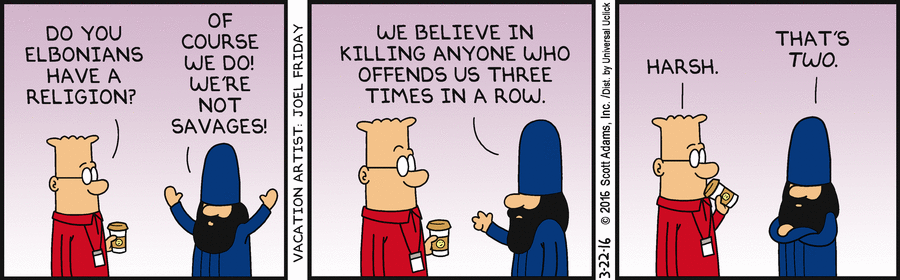 DO YOU
ELBONIANS
HAVE A
RELIGION?
OF
COURSE
WE DO!
WE'RE
NOT
SAVAGES!
VACATION ARTIST: JOEL FRIDAY
WE BELIEVE IN
KILLING ANYONE WHO
OFFENDS US THREE
TIMES IN A ROW.
3-22-16 © 2016 Scott Adams, Inc. /Dist. by Universal Uclick
HARSH.
THAT'S
TWO.